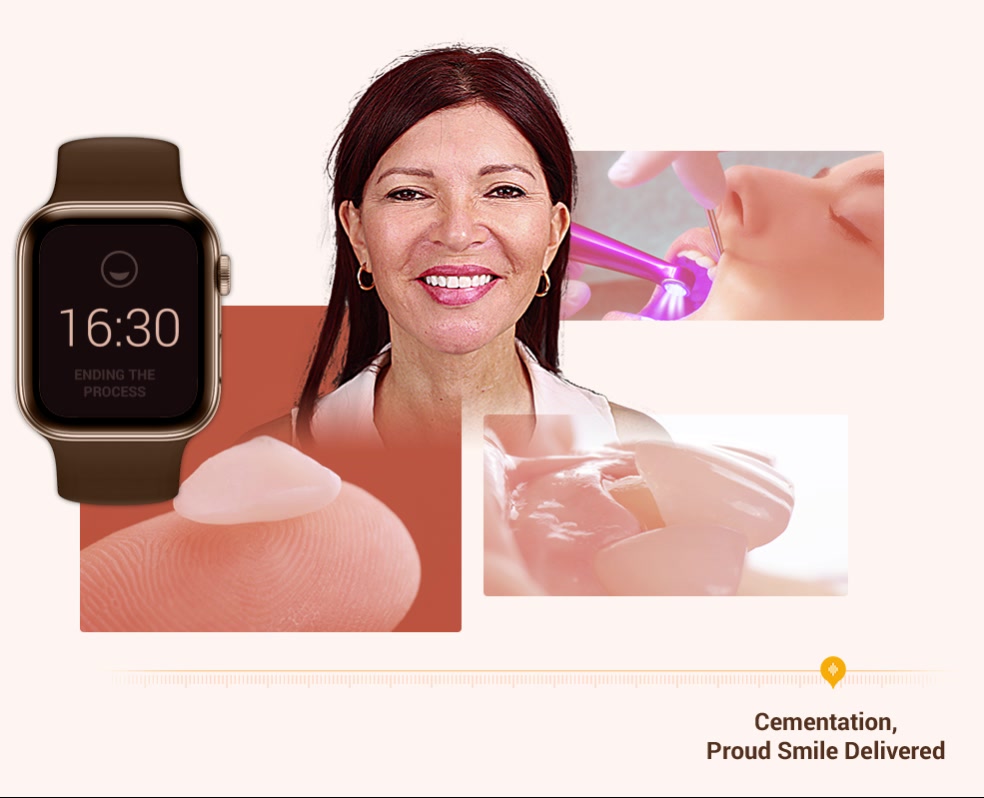 16:30
ENDING THE
PROCESS
Cementation,
Proud Smile Delivered